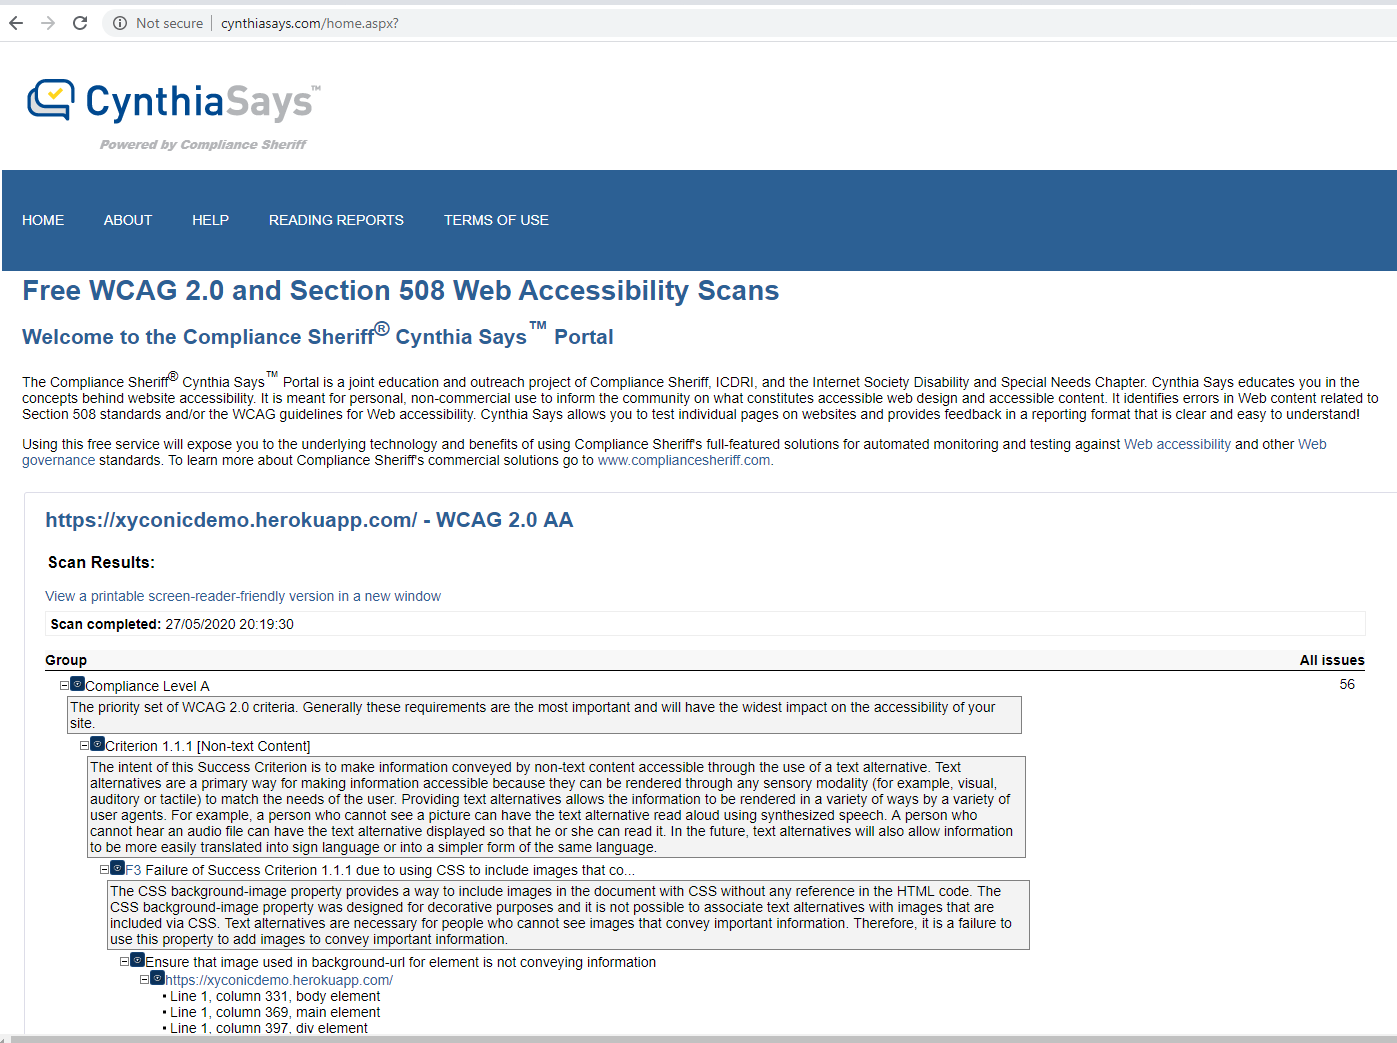 Not secure | cynthiasays.com/home.aspx?
CynthiaSays™
Powered by Compliance Sheriff
HOME ABOUT HELP READING REPORTS TERMS OF USE
Free WCAG 2.0 and Section 508 Web Accessibility Scans
Welcome to the Compliance Sheriff® Cynthia Says™ Portal
The Compliance Sheriff® Cynthia Says™ Portal is a joint education and outreach project of Compliance Sheriff, ICDRI, and the Internet Society Disability and Special Needs Chapter. Cynthia Says educates you in the
concepts behind website accessibility. It is meant for personal, non-commercial use to inform the community on what constitutes accessible web design and accessible content. It identifies errors in Web content related to
Section 508 standards and/or the WCAG guidelines for Web accessibility. Cynthia Says allows you to test individual pages on websites and provides feedback in a reporting format that is clear and easy to understand!
Using this free service will expose you to the underlying technology and benefits of using Compliance Sheriff's full-featured solutions for automated monitoring and testing against Web accessibility and other Web
governance standards. To learn more about Compliance Sheriff's commercial solutions go to www.compliancesheriff.com.
https://xyconicdemo.herokuapp.com/ - WCAG 2.0 AA
Scan Results:
View a printable screen-reader-friendly version in a new window
Scan completed: 27/05/2020 20:19:30
Group All issues
Compliance Level A 56
The priority set of WCAG 2.0 criteria. Generally these requirements are the most important and will have the widest impact on the accessibility of your
site.
Criterion 1.1.1 [Non-text Content]
The intent of this Success Criterion is to make information conveyed by non-text content accessible through the use of a text alternative. Text
alternatives are a primary way for making information accessible because they can be rendered through any sensory modality (for example, visual,
auditory or tactile) to match the needs of the user. Providing text alternatives allows the information to be rendered in a variety of ways by a variety of
user agents. For example, a person who cannot see a picture can have the text alternative read aloud using synthesized speech. A person who
cannot hear an audio file can have the text alternative displayed so that he or she can read it. In the future, text alternatives will also allow information
to be more easily translated into sign language or into a simpler form of the same language.
F3 Failure of Success Criterion 1.1.1 due to using CSS to include images that co...
The CSS background-image property provides a way to include images in the document with CSS without any reference in the HTML code. The
CSS background-image property was designed for decorative purposes and it is not possible to associate text alternatives with images that are
included via CSS. Text alternatives are necessary for people who cannot see images that convey important information. Therefore, it is a failure to
use this property to add images to convey important information.
Ensure that image used in background-url for element is not conveying information
https://xyconicdemo.herokuapp.com/
▪ Line 1, column 331, body element
▪ Line 1, column 369, main element
▪ Line 1, column 397, div element